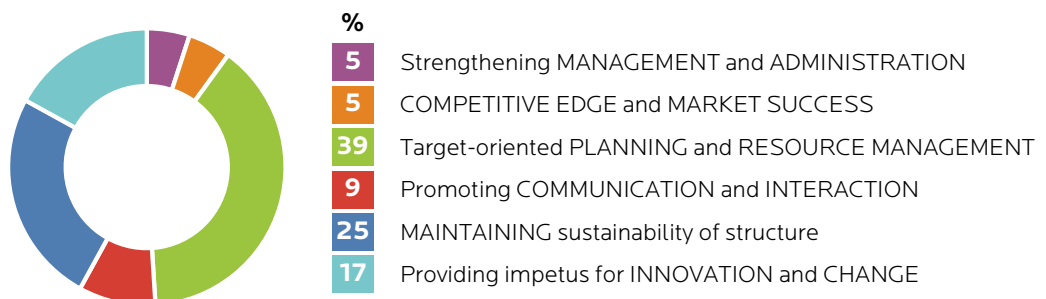 %
5 Strengthening MANAGEMENT and ADMINISTRATION
5 COMPETITIVE EDGE and MARKET SUCCESS
39 Target-oriented PLANNING and RESOURCE MANAGEMENT
9 Promoting COMMUNICATION and INTERACTION
25 MAINTAINING sustainability of structure
17 Providing impetus for INNOVATION and CHANGE